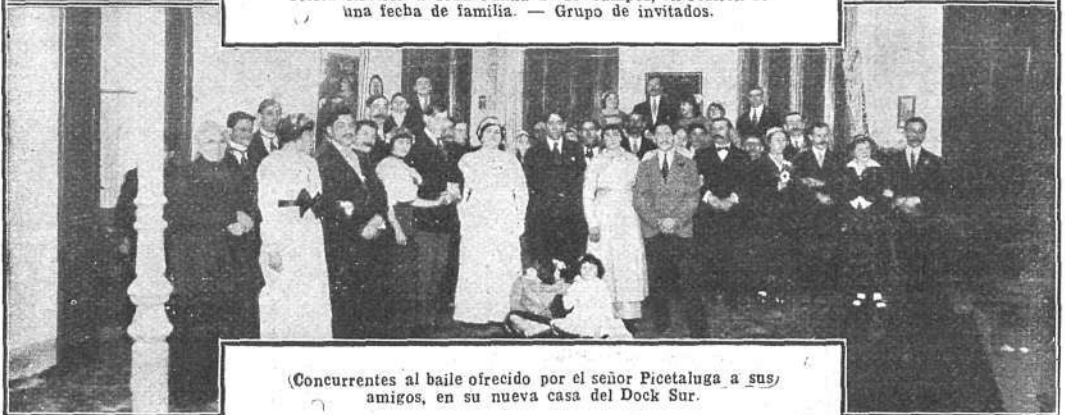 una fecha de familia. — Grupo de invitados.
(Concurrentes al baile ofrecido por el señor Picetaluga a sus
amigos, en su nueva casa del Dock Sur.